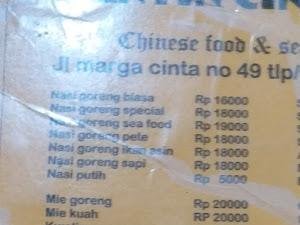 Chinese food & se
Jl marga cinta no 49 tlp/
Nasi goreng biasa Rp 16000
Nasi goreng special Rp 18000
Nasi goreng sea food Rp 19000
Nasi goreng pete Rp 18000
Nasi goreng ikan asin Rp 18000
Nasi goreng sapi Rp 18000
Nasi putih Rp 5000
Mie goreng Rp 20000
Mie kuah RP 20000